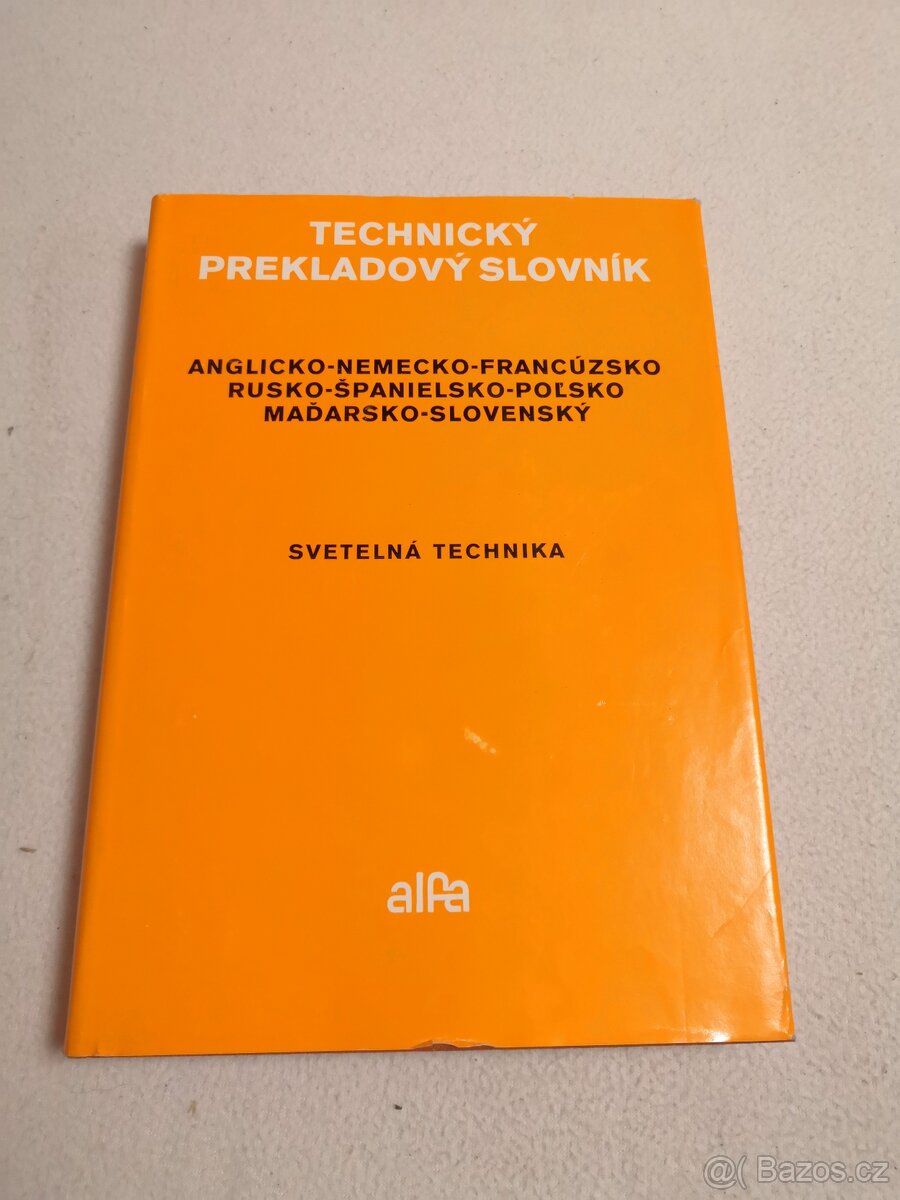 TECHNICKÝ
PREKLADOVÝ SLOVNÍK
ANGLICKO-NEMECKO-FRANCÚZSKO
RUSKO-ŠPANIELSKO-POĽSKO
MAĎARSKO-SLOVENSKÝ
SVETELNÁ TECHNIKA
alfa
@( Bazos.cz